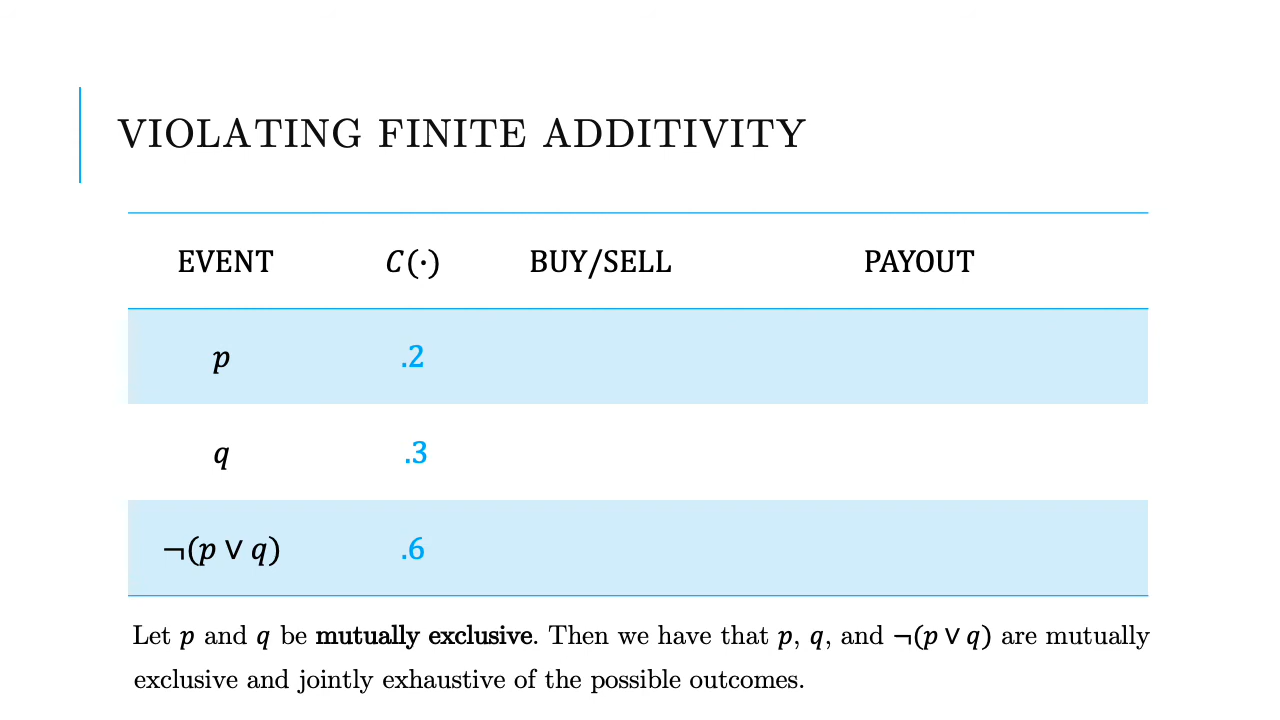 VIOLATING FINITE ADDITIVITY
EVENT C(·) BUY/SELL PAYOUT
p .2
q .3
¬(p ∨ q) .6
Let p and q be mutually exclusive. Then we have that p, q, and ¬(p ∨ q) are mutually
exclusive and jointly exhaustive of the possible outcomes.